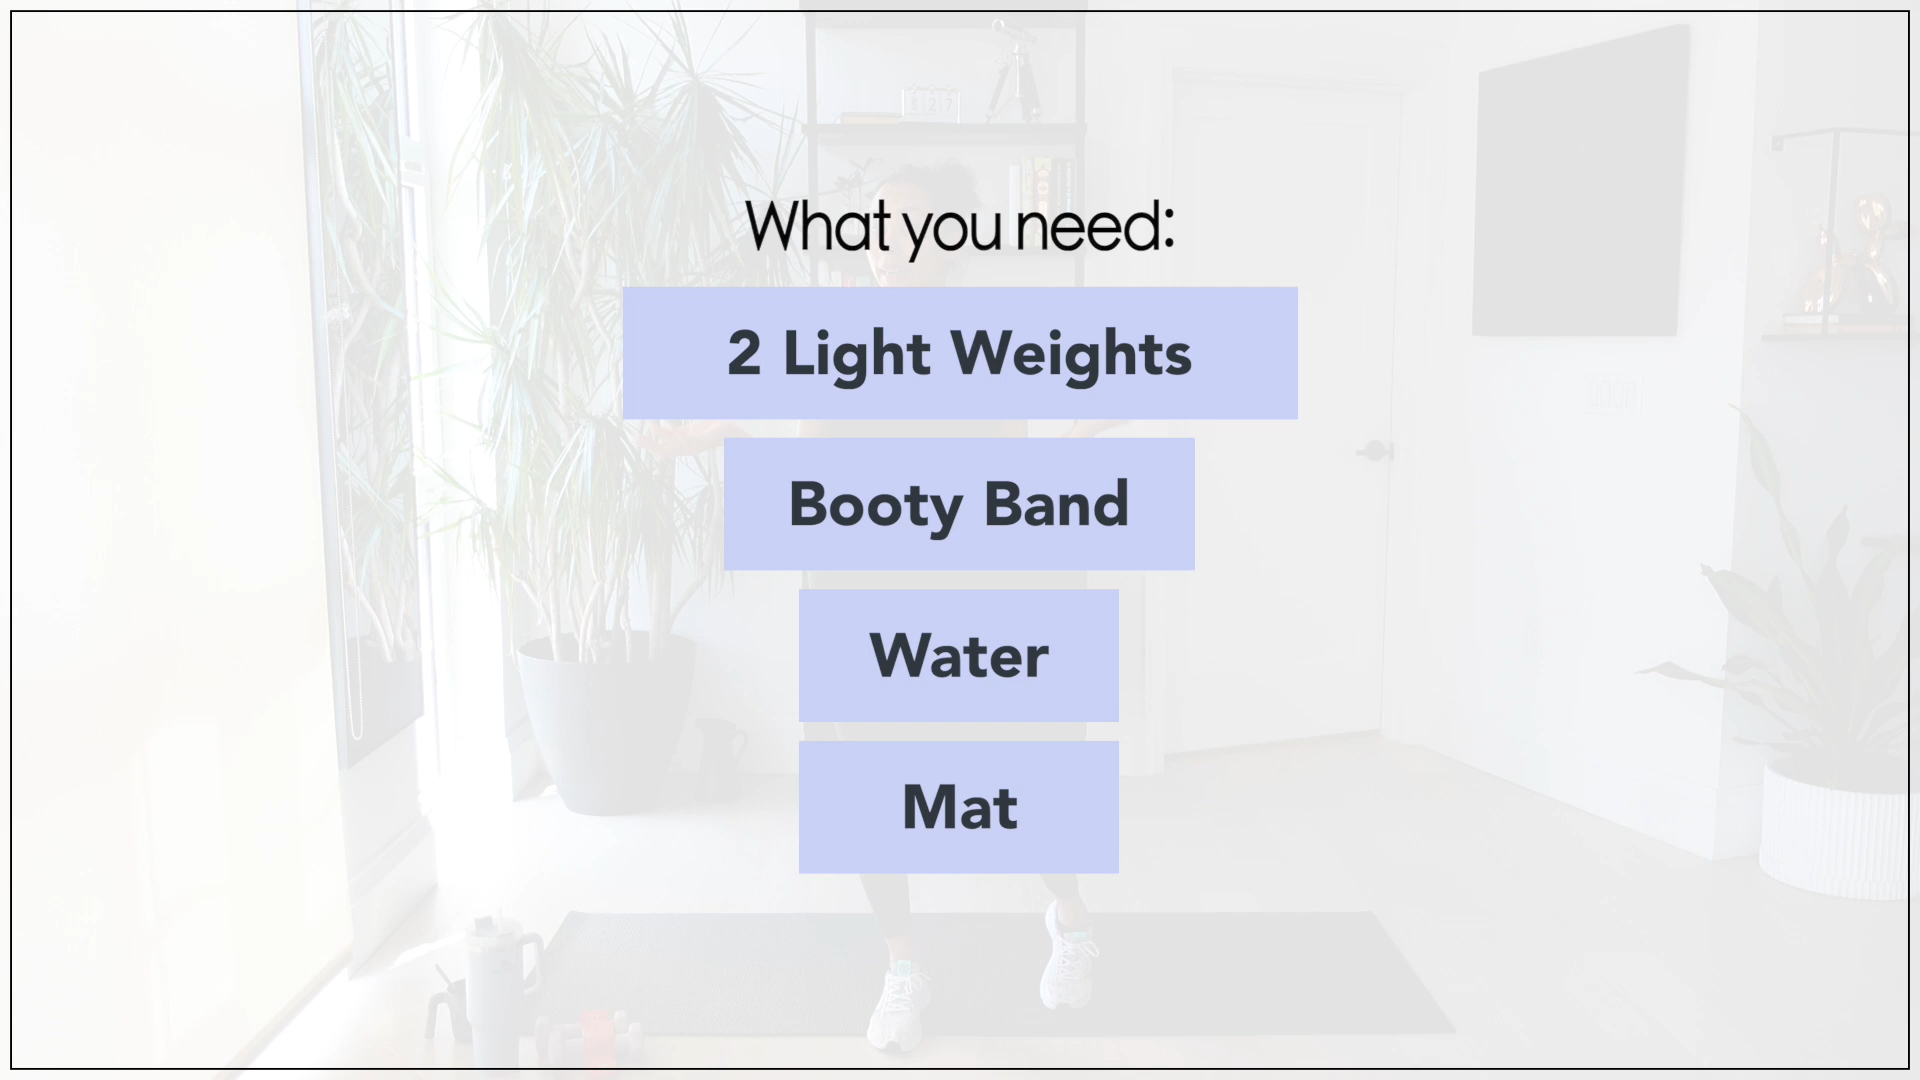 What you need:
2 Light Weights
Booty Band
Water
Mat